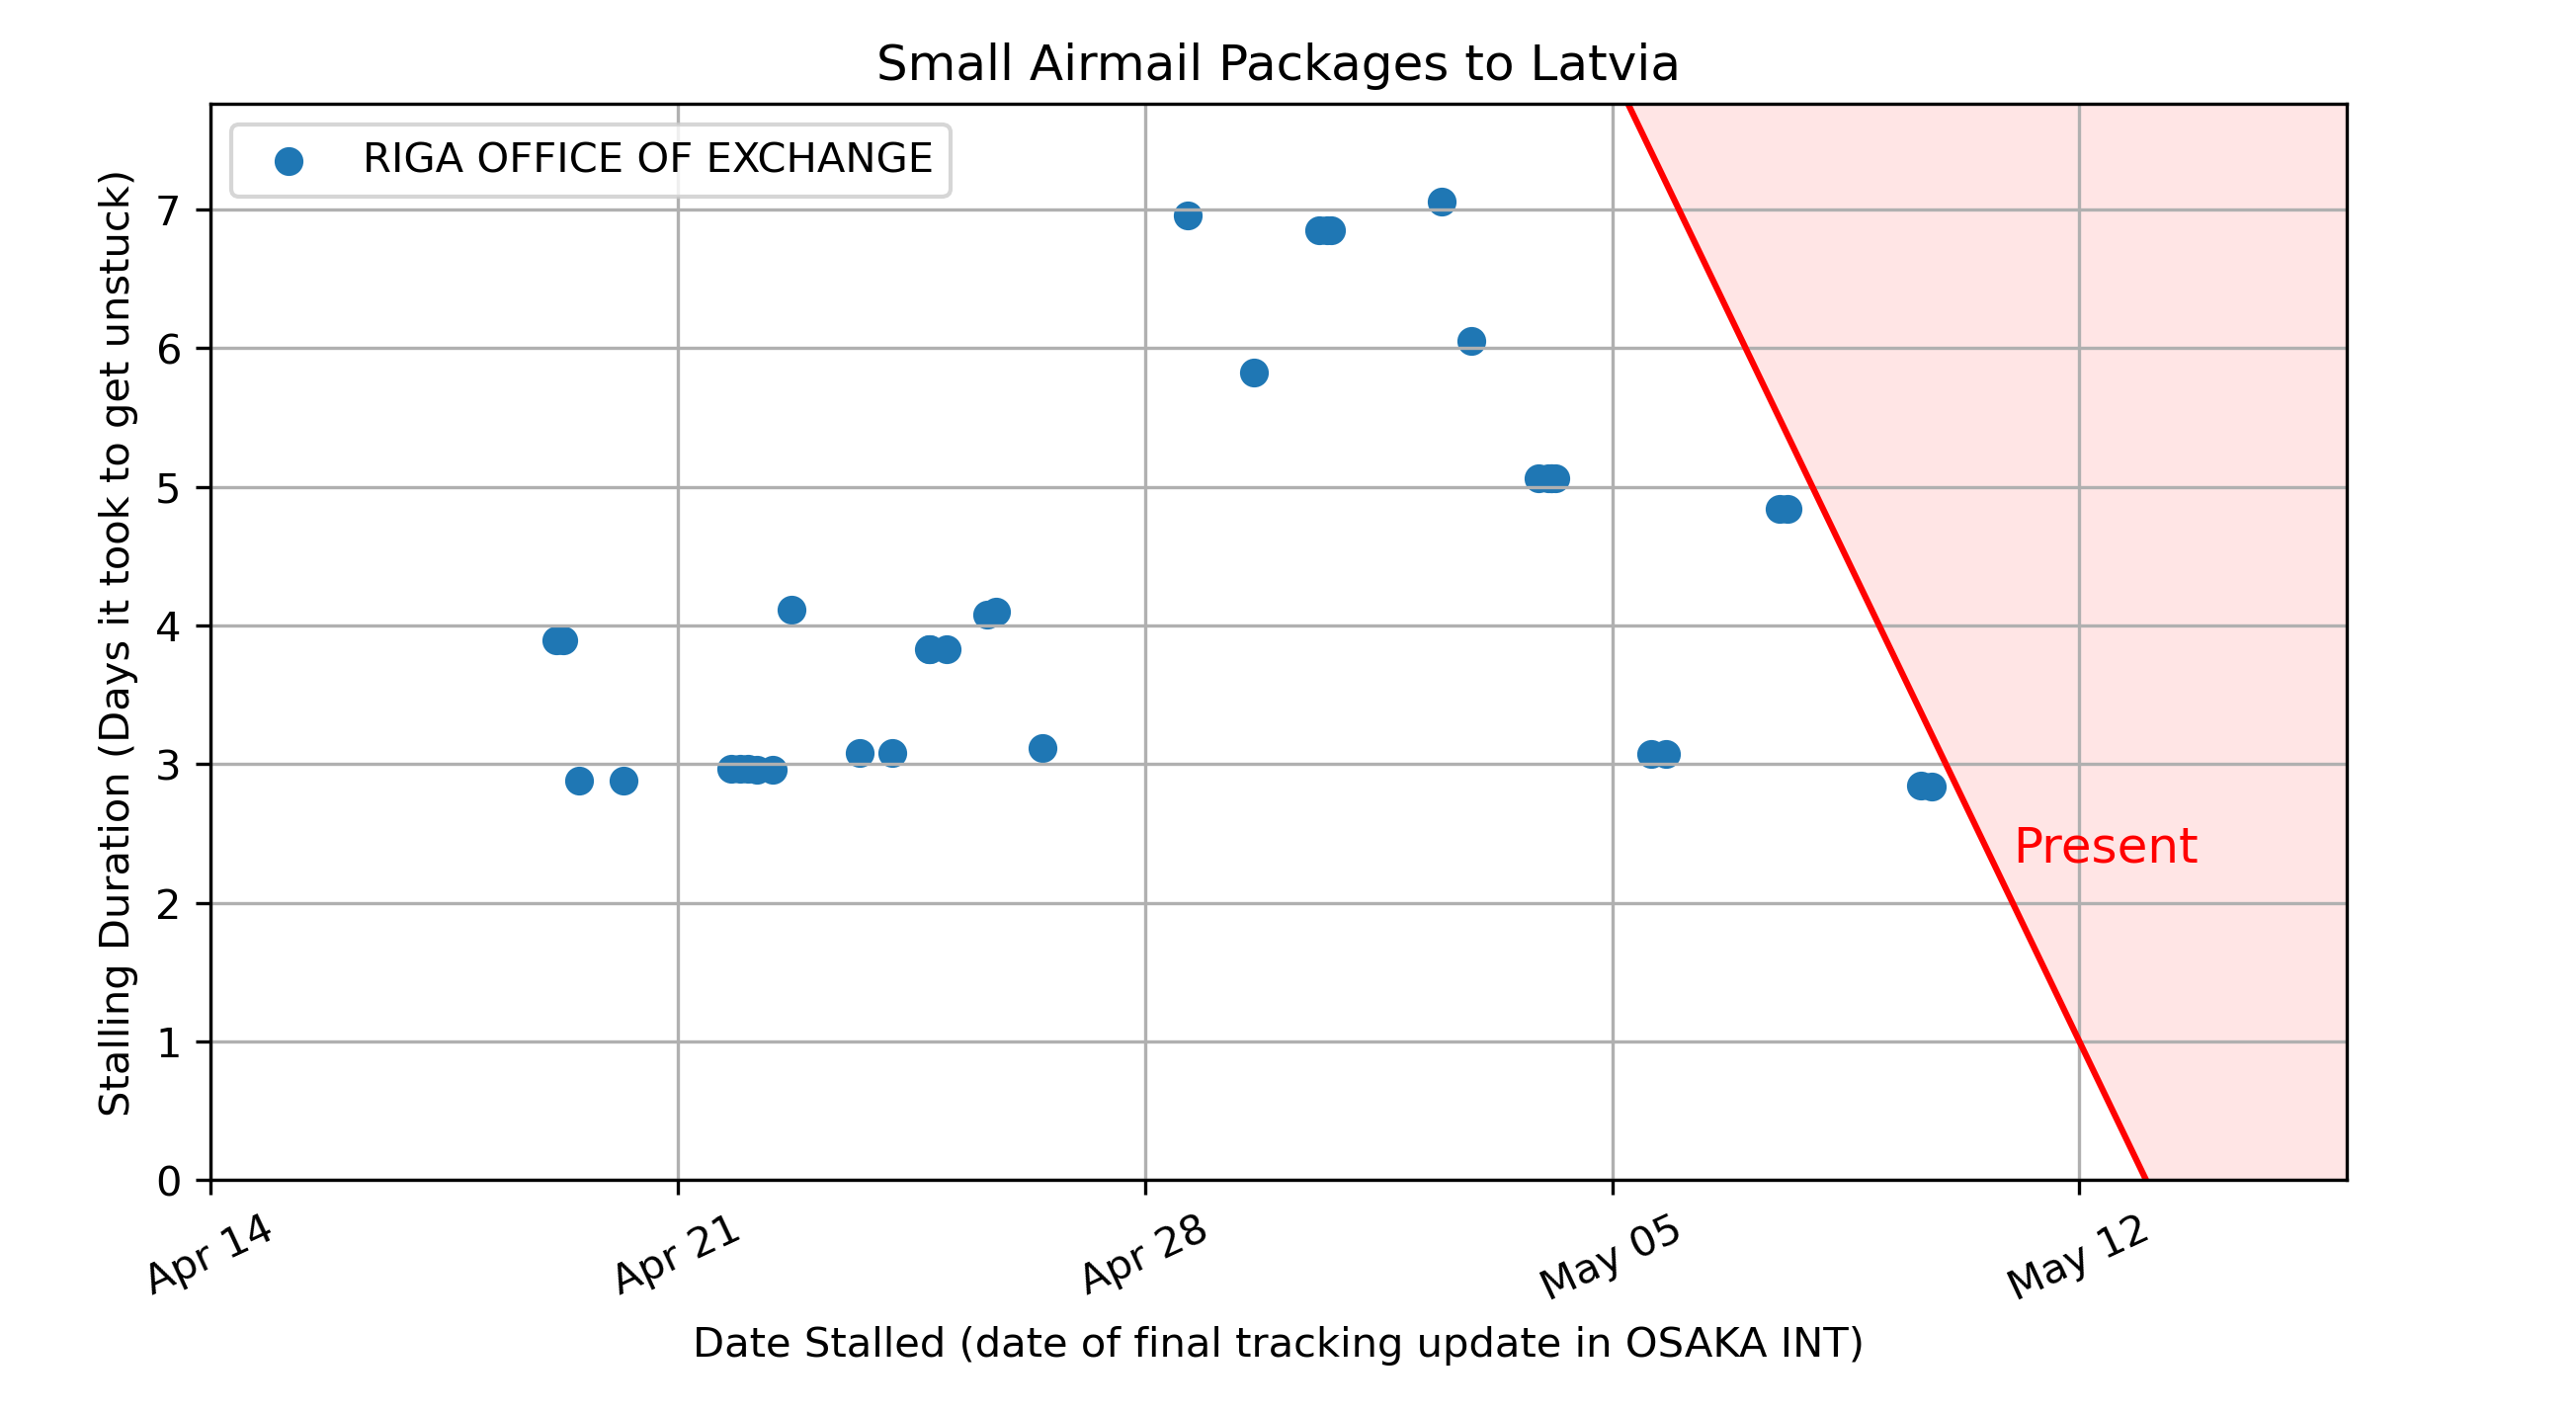 Small Airmail Packages to Latvia
RIGA OFFICE OF EXCHANGE
Stalling Duration (Days it took to get unstuck)
7
6
5
4
3
2
1
0
Present
Apr 14
Apr 21
Apr 28
May 05
May 12
Date Stalled (date of final tracking update in OSAKA INT)